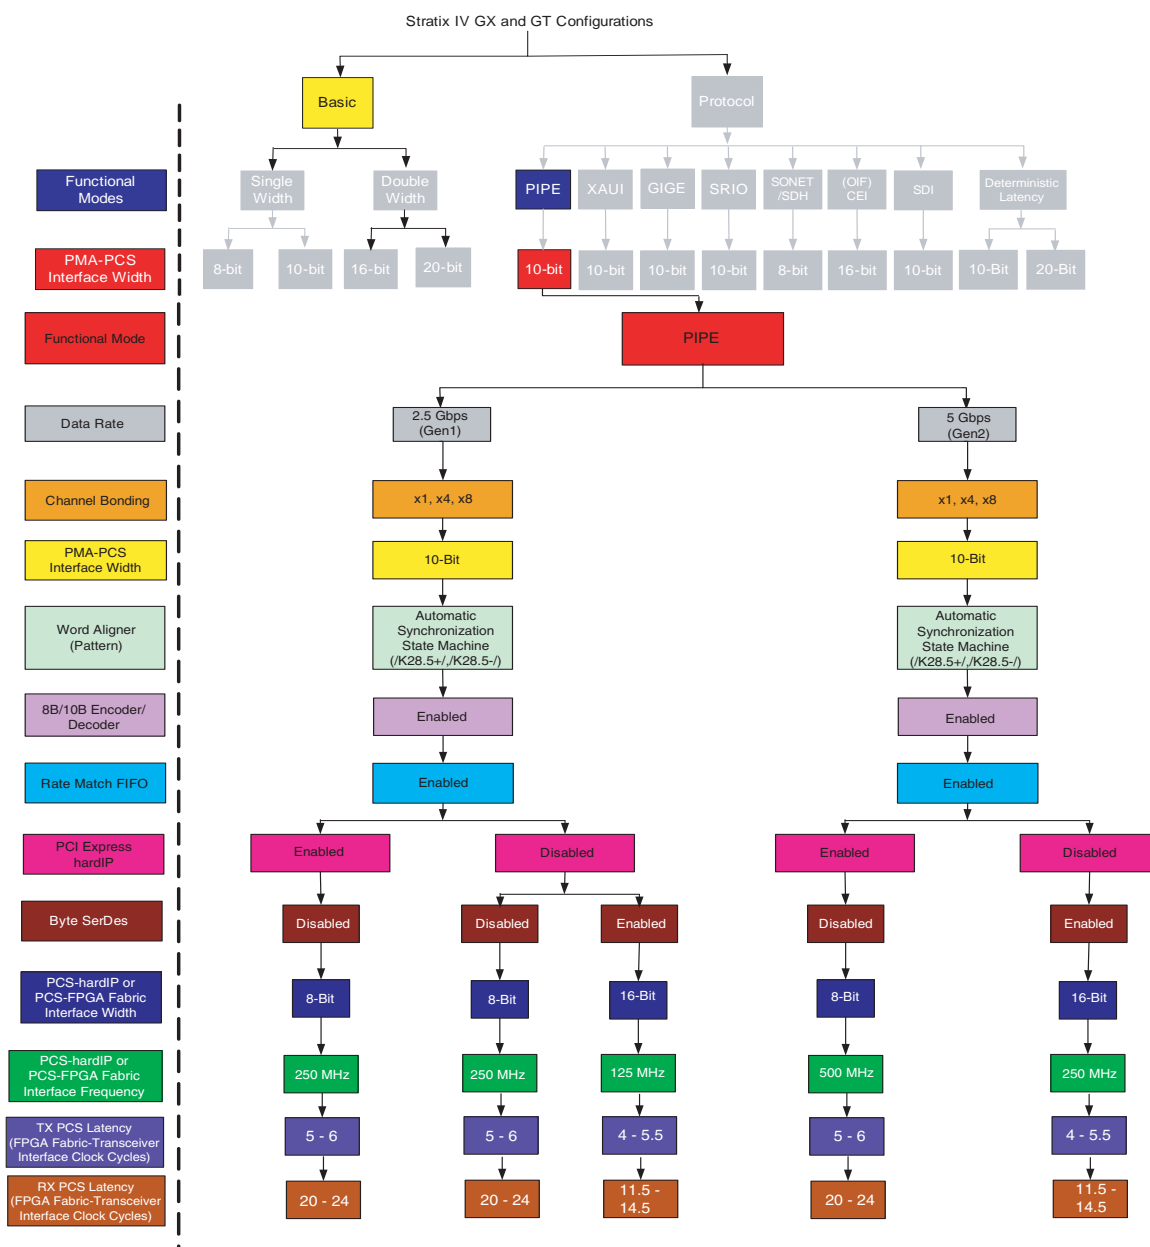 Stratix IV GX and GT Configurations
Basic
Protocol
Functional
Modes
Single
Width
Double
Width
PIPE
XAUI
GIGE
SRIO
SONET
/SDH
(OIF)
CEI
SDI
Deterministic
Latency
PMA-PCS
Interface Width
8-bit
10-bit
16-bit
20-bit
10-bit
10-bit
10-bit
10-bit
8-bit
16-bit
10-bit
10-Bit
20-Bit
Functional Mode
PIPE
Data Rate
2.5 Gbps
(Gen1)
5 Gbps
(Gen2)
Channel Bonding
x1, x4, x8
x1, x4, x8
PMA-PCS
Interface Width
10-Bit
10-Bit
Word Aligner
(Pattern)
Automatic
Synchronization
State Machine
(/K28.5+/,/K28.5-/)
Automatic
Synchronization
State Machine
(/K28.5+/,/K28.5-/)
8B/10B Encoder/
Decoder
Enabled
Enabled
Rate Match FIFO
Enabled
Enabled
PCI Express
hardIP
Enabled
Disabled
Enabled
Disabled
Byte SerDes
Disabled
Disabled
Enabled
Disabled
Enabled
PCS-hardIP or
PCS-FPGA Fabric
Interface Width
8-Bit
8-Bit
16-Bit
8-Bit
16-Bit
PCS-hardIP or
PCS-FPGA Fabric
Interface Frequency
250 MHz
250 MHz
125 MHz
500 MHz
250 MHz
TX PCS Latency
(FPGA Fabric-Transceiver
Interface Clock Cycles)
5 - 6
5 - 6
4 - 5.5
5 - 6
4 - 5.5
RX PCS Latency
(FPGA Fabric-Transceiver
Interface Clock Cycles)
20 - 24
20 - 24
11.5 -
14.5
20 - 24
11.5 -
14.5